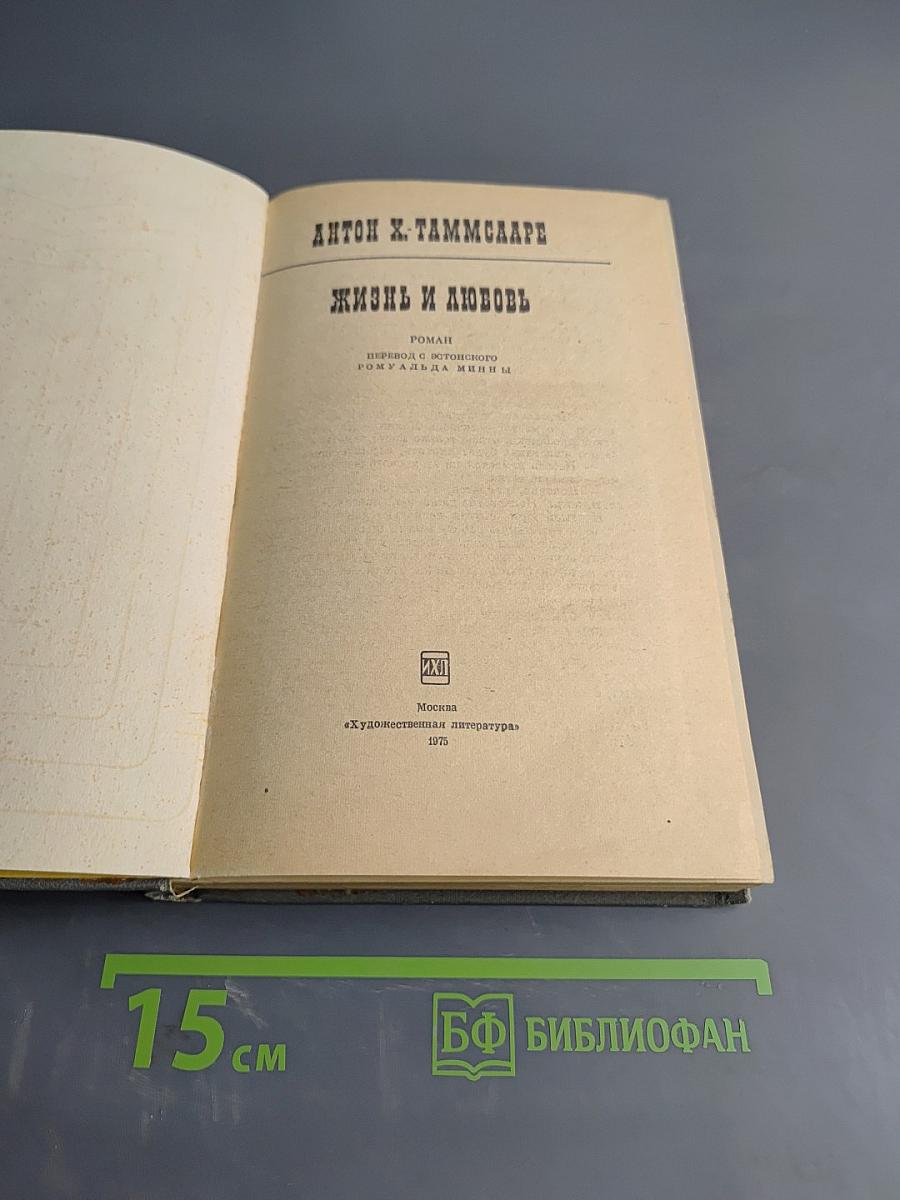 АНТОН Х.-ТАММСААРЕ
ЖИЗНЬ И ЛЮБОВЬ
РОМАН
ПЕРЕВОД С ЭСТОНСКОГО
РОМУАЛЬДА МИННЫ
ИХЛ
Москва
«Художественная литература»
1975
15 см
БФ БИБЛИОФАН